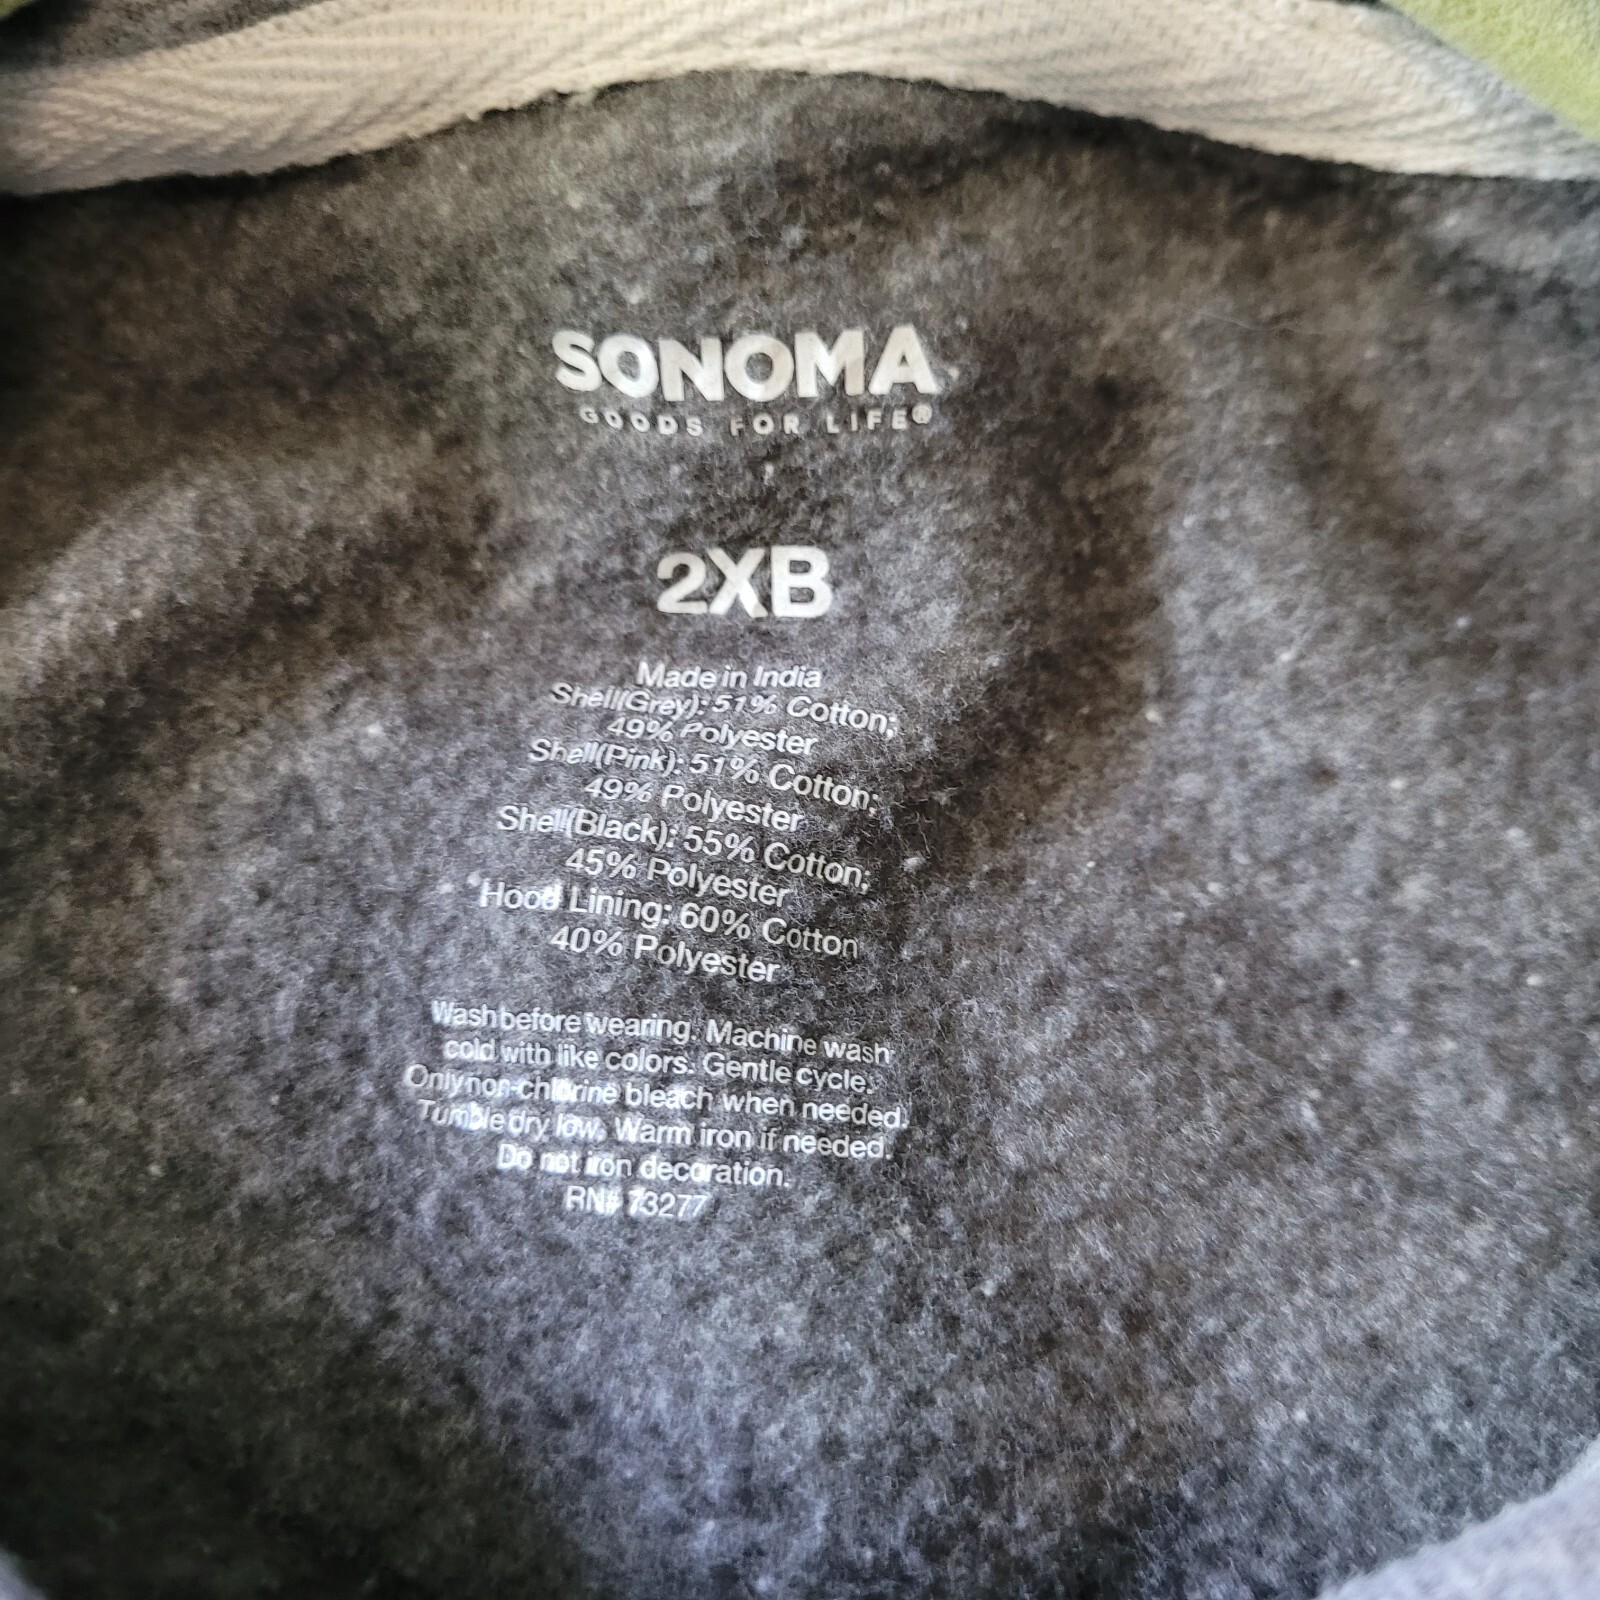 SONOMA
GOODS FOR LIFE®
2XB
Made in India
Shell(Grey): 51% Cotton;
49% Polyester
Shell(Pink): 51% Cotton;
49% Polyester
Shell(Black): 55% Cotton;
45% Polyester
Hood Lining: 60% Cotton
40% Polyester
Wash before wearing. Machine wash
cold with like colors. Gentle cycle.
Only non-chlorine bleach when needed.
Tumble dry low. Warm iron if needed.
Do not iron decoration.
RN# 73277